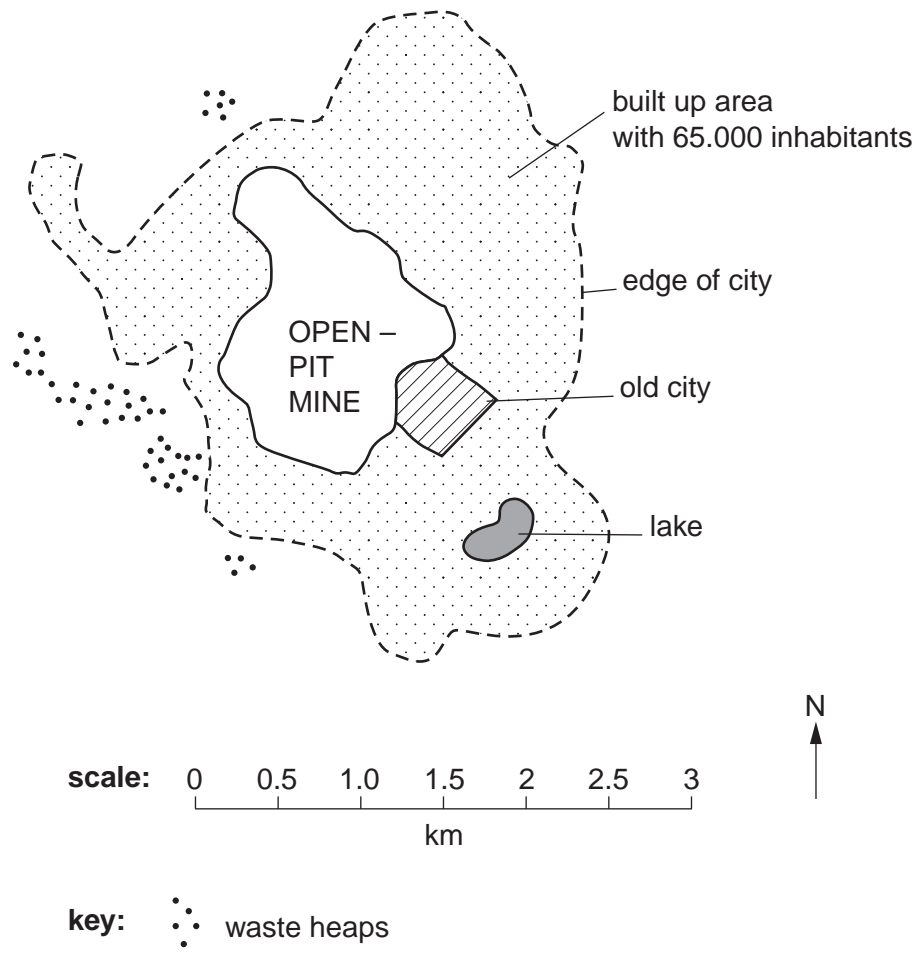 built up area
with 65.000 inhabitants
edge of city
OPEN –
PIT
MINE
old city
lake
N
scale: 0 0.5 1.0 1.5 2 2.5 3
km
key: waste heaps